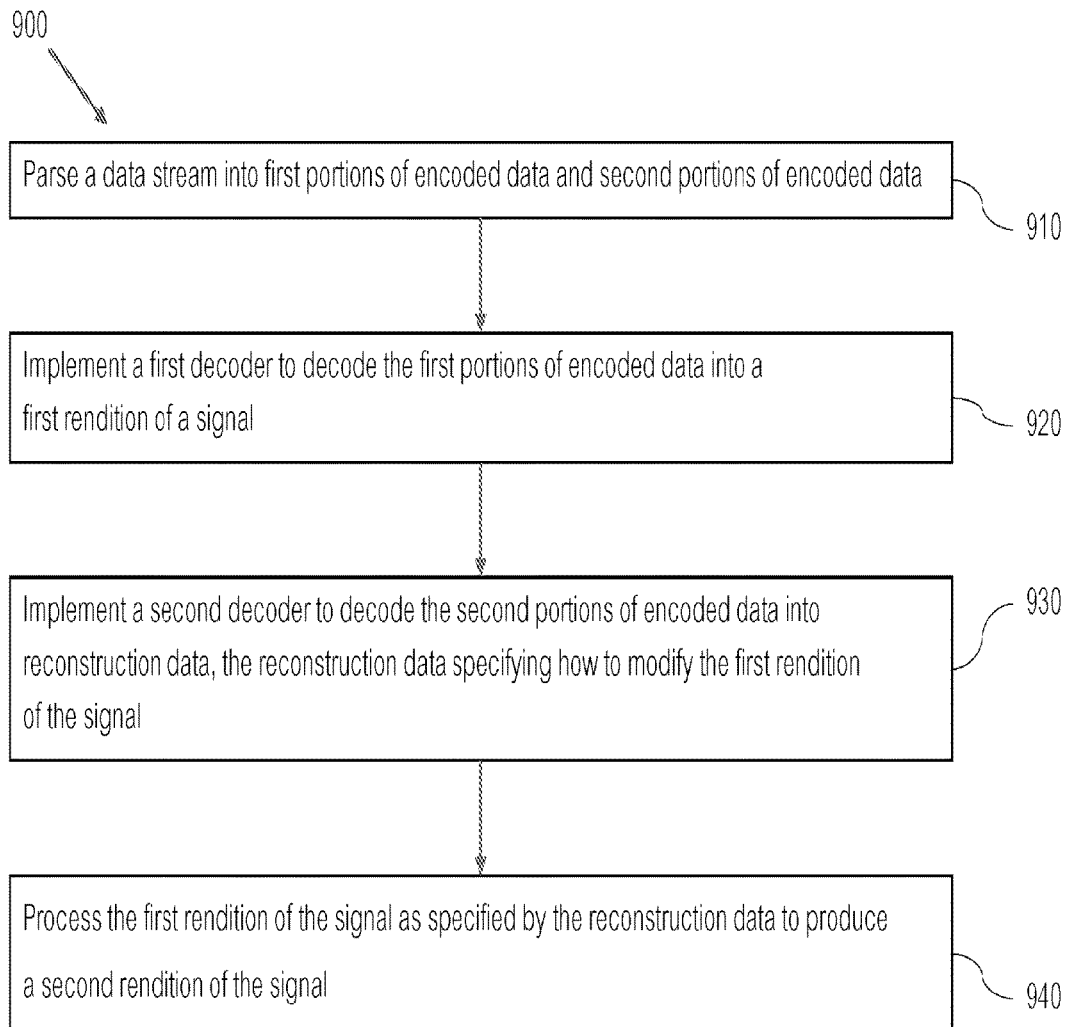 900
Parse a data stream into first portions of encoded data and second portions of encoded data
910
Implement a first decoder to decode the first portions of encoded data into a
first rendition of a signal
920
Implement a second decoder to decode the second portions of encoded data into
reconstruction data, the reconstruction data specifying how to modify the first rendition
of the signal
930
Process the first rendition of the signal as specified by the reconstruction data to produce
a second rendition of the signal
940